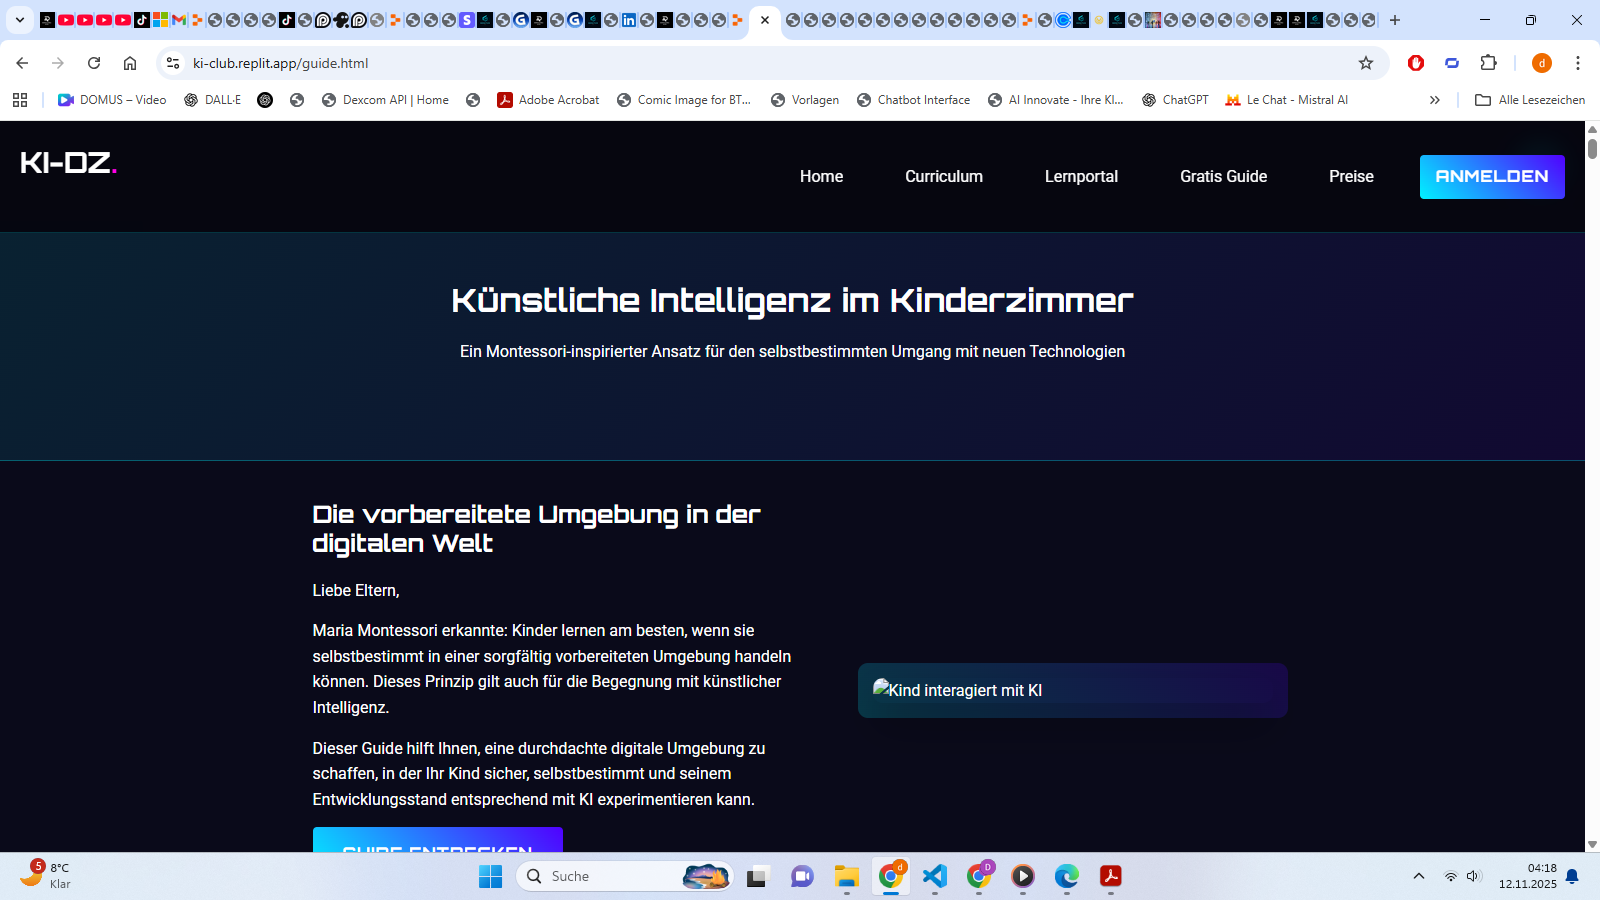 ki-club.replit.app/guide.html
d
DOMUS – Video
DALL·E
Dexcom API | Home
Adobe Acrobat
Comic Image for BT...
Vorlagen
Chatbot Interface
AI Innovate - Ihre KI...
ChatGPT
Le Chat - Mistral AI
Alle Lesezeichen
KI-DZ.
Home
Curriculum
Lernportal
Gratis Guide
Preise
ANMELDEN
Künstliche Intelligenz im Kinderzimmer
Ein Montessori-inspirierter Ansatz für den selbstbestimmten Umgang mit neuen Technologien
Die vorbereitete Umgebung in der
digitalen Welt
Liebe Eltern,
Maria Montessori erkannte: Kinder lernen am besten, wenn sie
selbstbestimmt in einer sorgfältig vorbereiteten Umgebung handeln
können. Dieses Prinzip gilt auch für die Begegnung mit künstlicher
Intelligenz.
Kind interagiert mit KI
Dieser Guide hilft Ihnen, eine durchdachte digitale Umgebung zu
schaffen, in der Ihr Kind sicher, selbstbestimmt und seinem
Entwicklungsstand entsprechend mit KI experimentieren kann.
GUIDE ENTDECKEN
5
8°C
Klar
Suche
d
D
04:18
12.11.2025